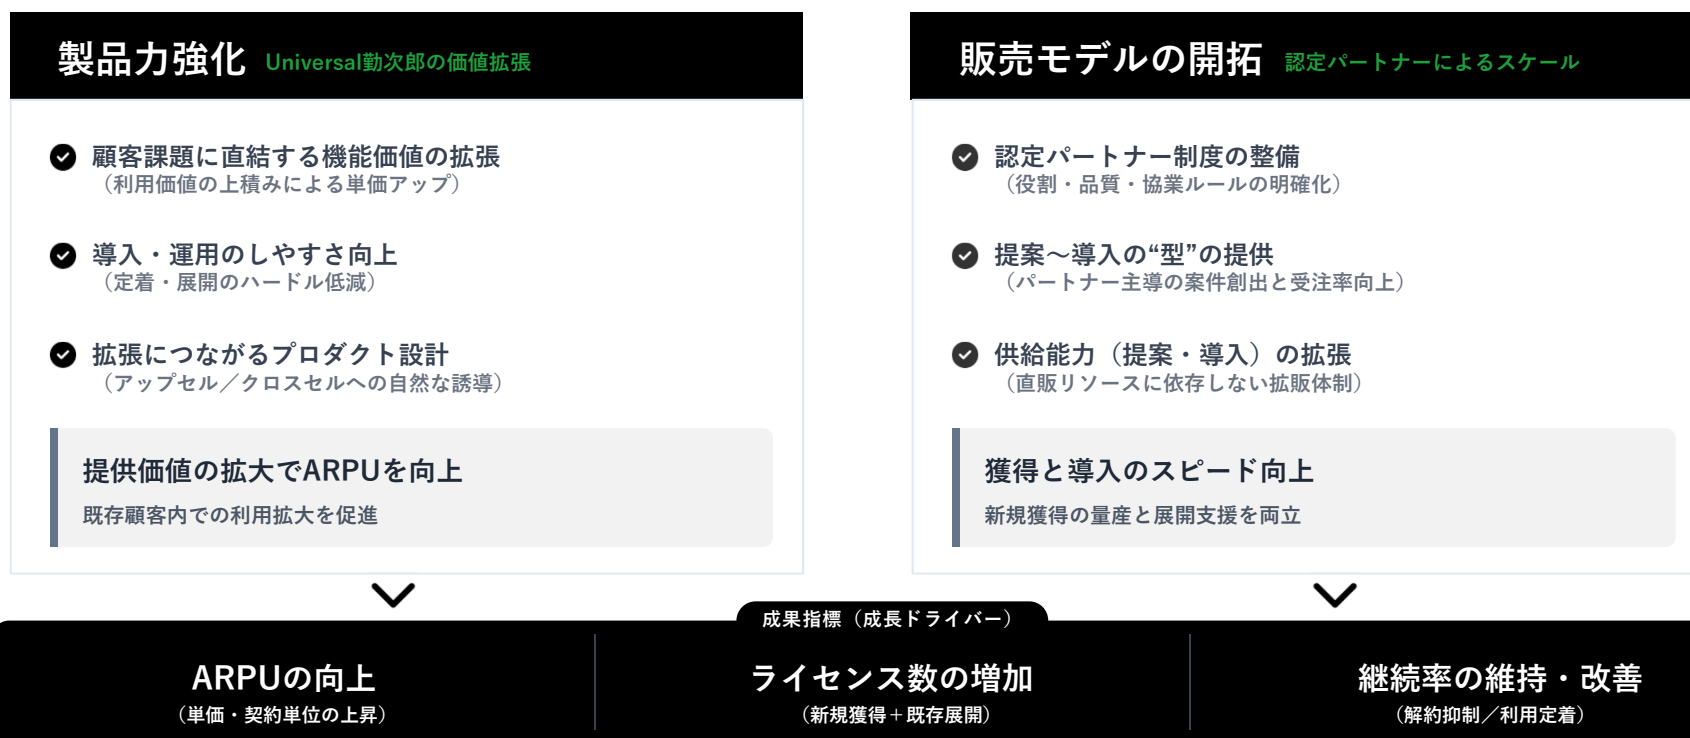 製品力強化 Universal勤次郎の価値拡張
顧客課題に直結する機能価値の拡張
（利用価値の上積みによる単価アップ）
導入・運用のしやすさ向上
（定着・展開のハードル低減）
拡張につながるプロダクト設計
（アップセル／クロスセルへの自然な誘導）
提供価値の拡大でARPUを向上
既存顧客内での利用拡大を促進
販売モデルの開拓 認定パートナーによるスケール
認定パートナー制度の整備
（役割・品質・協業ルールの明確化）
提案～導入の“型”の提供
（パートナー主導の案件創出と受注率向上）
供給能力（提案・導入）の拡張
（直販リソースに依存しない拡販体制）
獲得と導入のスピード向上
新規獲得の量産と展開支援を両立
成果指標（成長ドライバー）
ARPUの向上
（単価・契約単位の上昇）
ライセンス数の増加
（新規獲得＋既存展開）
継続率の維持・改善
（解約抑制／利用定着）